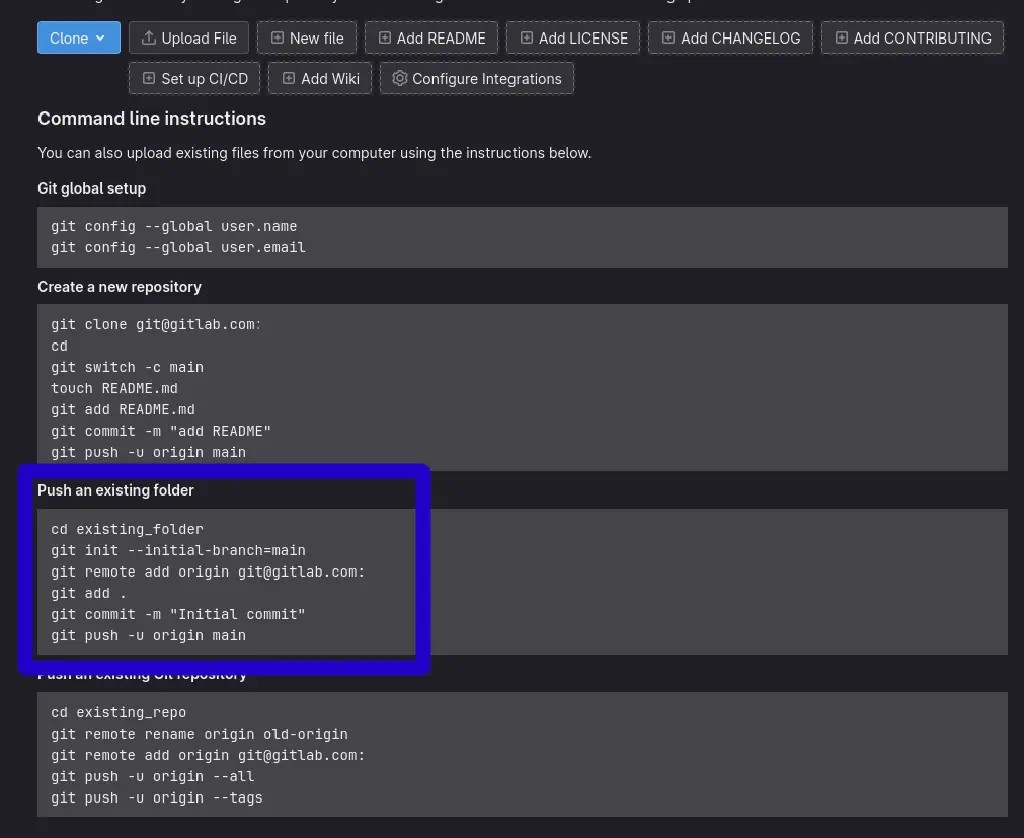 Clone
Upload File
New file
Add README
Add LICENSE
Add CHANGELOG
Add CONTRIBUTING
Set up CI/CD
Add Wiki
Configure Integrations
Command line instructions
You can also upload existing files from your computer using the instructions below.
Git global setup
git config --global user.name
git config --global user.email
Create a new repository
git clone git@gitlab.com:
cd
git switch -c main
touch README.md
git add README.md
git commit -m "add README"
git push -u origin main
Push an existing folder
cd existing_folder
git init --initial-branch=main
git remote add origin git@gitlab.com:
git add .
git commit -m "Initial commit"
git push -u origin main
Push an existing Git repository
cd existing_repo
git remote rename origin old-origin
git remote add origin git@gitlab.com:
git push -u origin --all
git push -u origin --tags